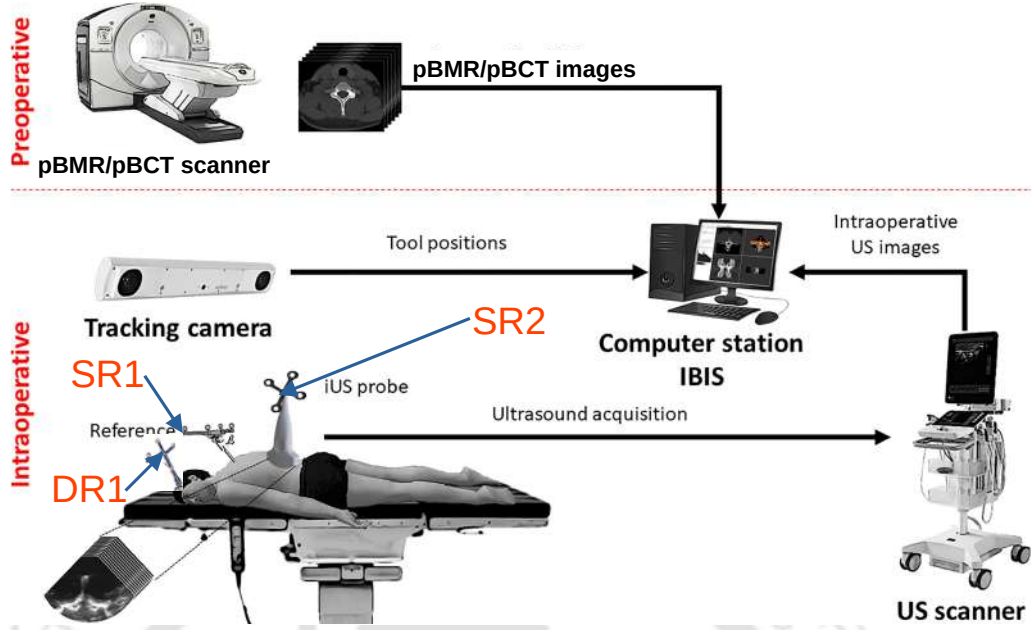 Preoperative
pBMR/pBCT images
pBMR/pBCT scanner
Intraoperative
Tool positions
Intraoperative
US images
Tracking camera
Computer station
IBIS
SR2
SR1
iUS probe
Reference
DR1
Ultrasound acquisition
US scanner